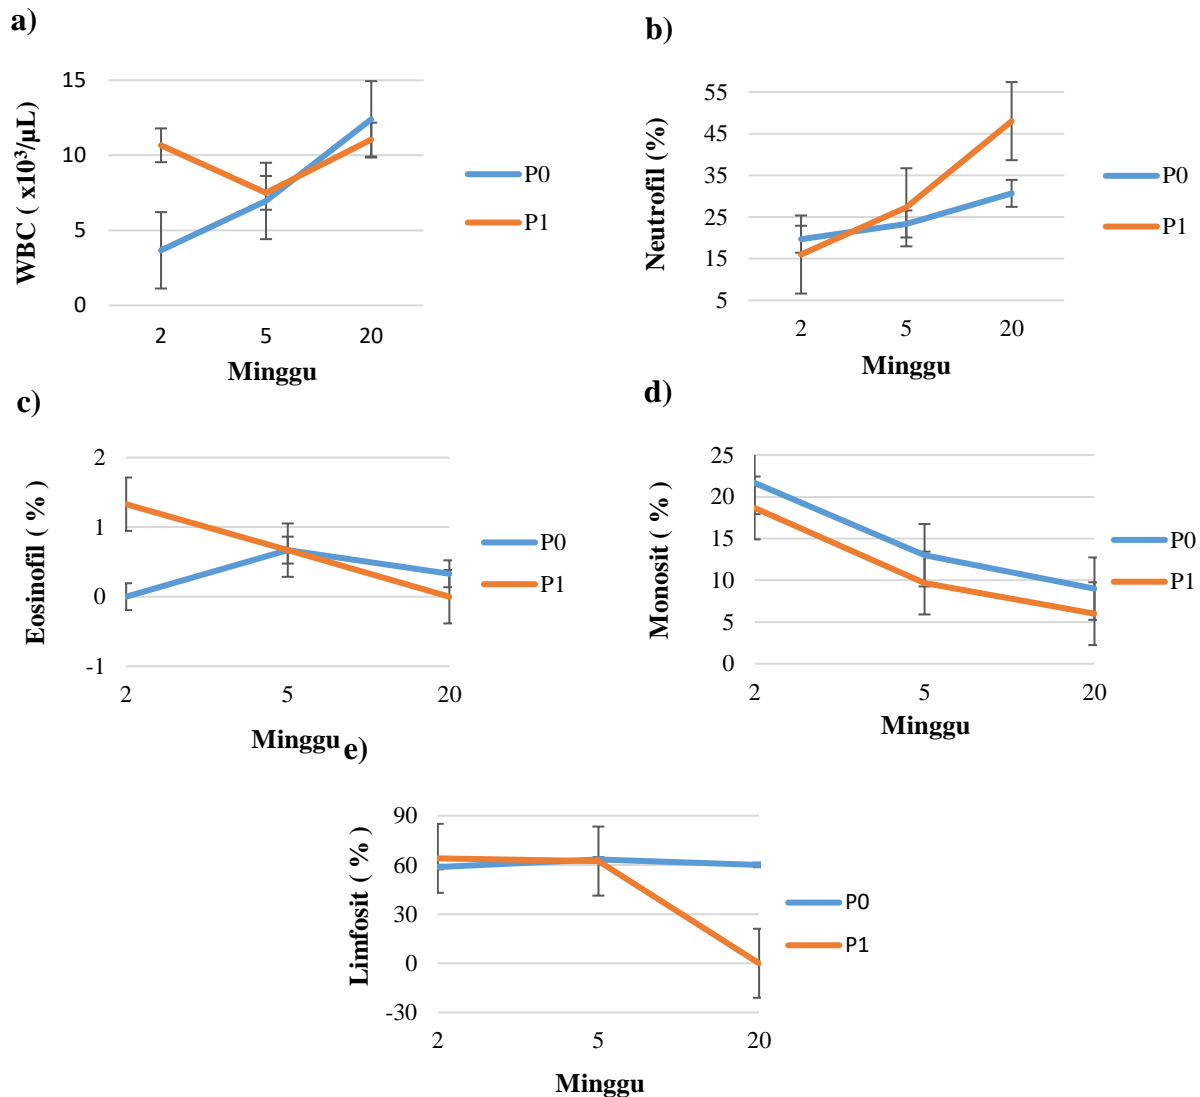 a)
WBC ( x10³/µL)
15
10
5
0
2 5 20
Minggu
P0
P1
b)
Neutrofil (%)
55
45
35
25
15
5
2 5 20
Minggu
P0
P1
c)
Eosinofil ( % )
2
1
0
-1
2 5 20
Minggu
P0
P1
d)
Monosit ( % )
25
20
15
10
5
0
2 5 20
Minggu
P0
P1
e)
Limfosit ( % )
90
60
30
0
-30
2 5 20
Minggu
P0
P1